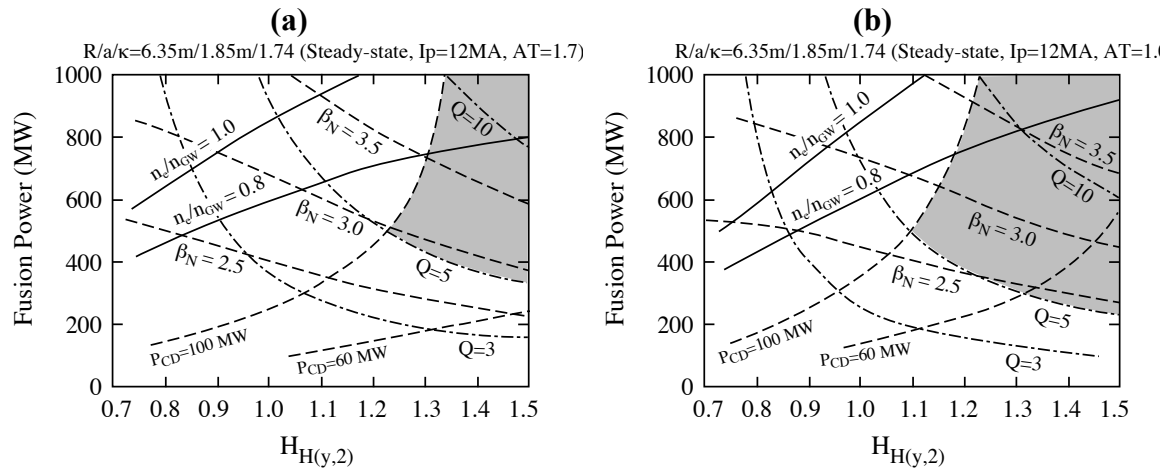 (a)
R/a/κ=6.35m/1.85m/1.74 (Steady-state, Ip=12MA, AT=1.7)
Fusion Power (MW)
1000
800
600
400
200
0
0.7 0.8 0.9 1.0 1.1 1.2 1.3 1.4 1.5
H_H(y,2)
n_e/n_GW = 1.0
n_e/n_GW = 0.8
β_N = 3.5
β_N = 3.0
β_N = 2.5
Q=10
Q=5
Q=3
P_CD=100 MW
P_CD=60 MW
(b)
R/a/κ=6.35m/1.85m/1.74 (Steady-state, Ip=12MA, AT=1.0
Fusion Power (MW)
1000
800
600
400
200
0
0.7 0.8 0.9 1.0 1.1 1.2 1.3 1.4 1.5
H_H(y,2)
n_e/n_GW = 1.0
n_e/n_GW = 0.8
β_N = 3.5
Q=10
β_N = 3.0
β_N = 2.5
Q=5
Q=3
P_CD=100 MW
P_CD=60 MW